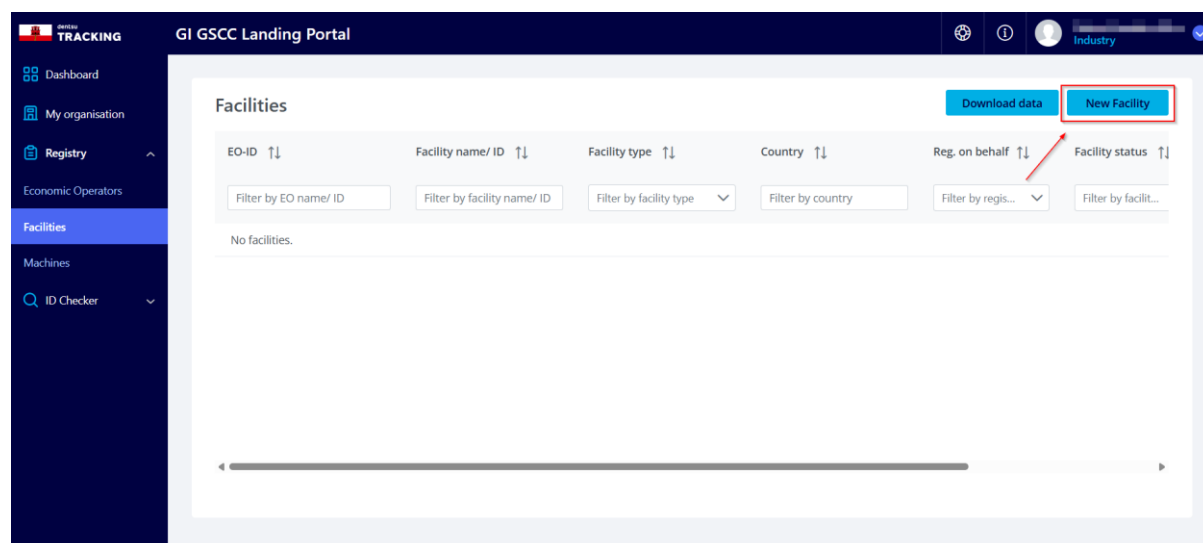 dentsu
TRACKING
GI GSCC Landing Portal
Industry
Dashboard
My organisation
Registry
Economic Operators
Facilities
Machines
ID Checker
Facilities
Download data
New Facility
EO-ID Facility name/ ID Facility type Country Reg. on behalf Facility status
Filter by EO name/ ID Filter by facility name/ ID Filter by facility type Filter by country Filter by regis... Filter by facilit...
No facilities.